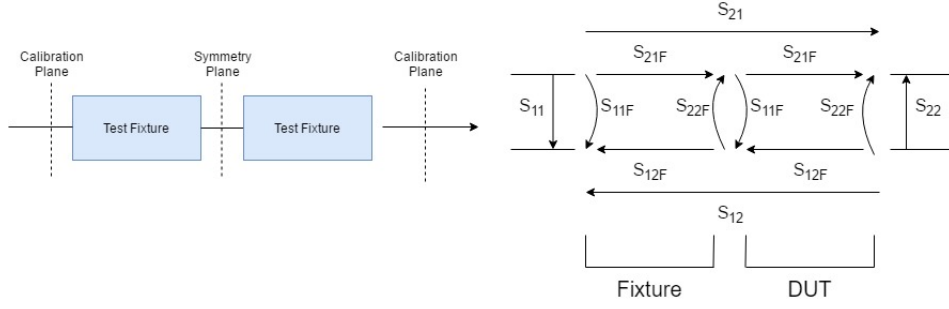 Calibration
Plane
Symmetry
Plane
Calibration
Plane
Test Fixture
Test Fixture
S21
S21F
S21F
S11
S11F
S22F
S11F
S22F
S22
S12F
S12F
S12
Fixture
DUT